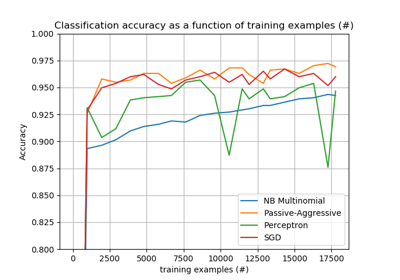 Classification accuracy as a function of training examples (#)
1.000
0.975
0.950
0.925
0.900
0.875
0.850
0.825
0.800
Accuracy
NB Multinomial
Passive-Aggressive
Perceptron
SGD
0 2500 5000 7500 10000 12500 15000 17500
training examples (#)